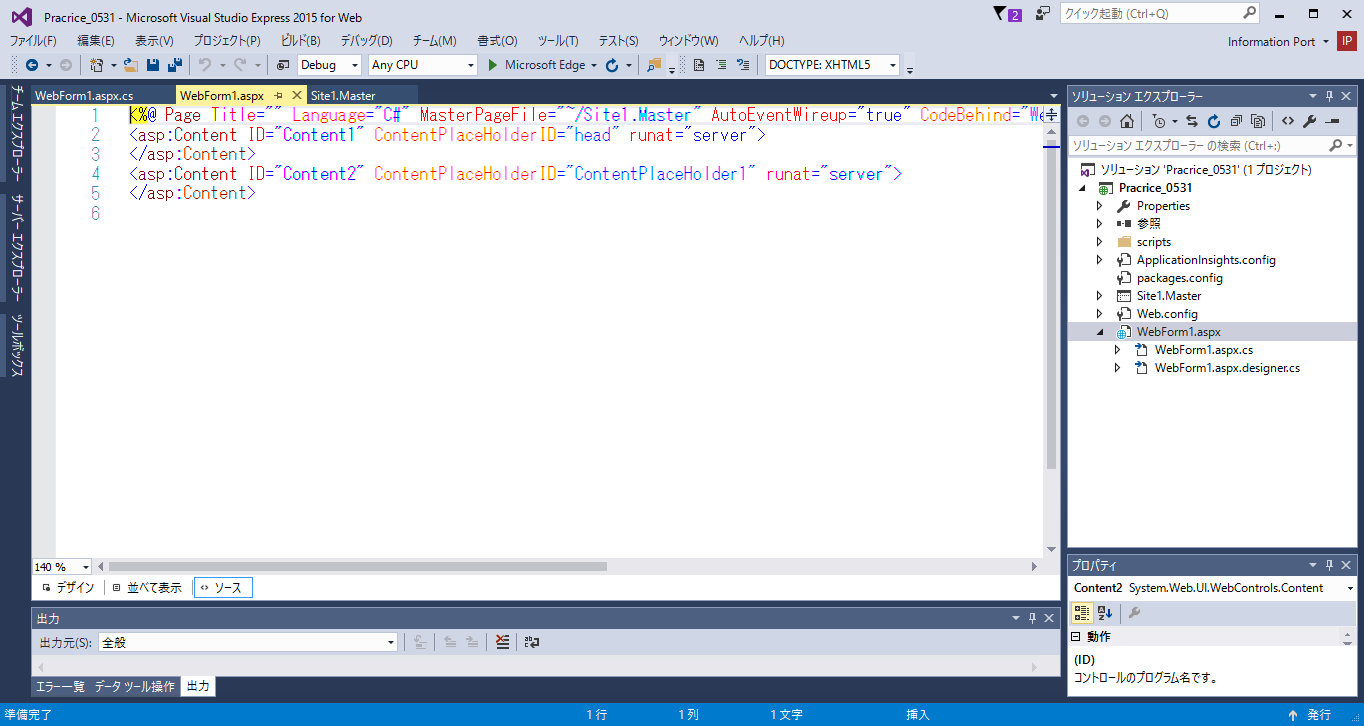 Pracrice_0531 - Microsoft Visual Studio Express 2015 for Web
2
クイック起動 (Ctrl+Q)
ファイル(F) 編集(E) 表示(V) プロジェクト(P) ビルド(B) デバッグ(D) チーム(M) 書式(O) ツール(T) テスト(S) ウィンドウ(W) ヘルプ(H)
Information Port IP
Debug Any CPU Microsoft Edge DOCTYPE: XHTML5
チーム エクスプローラー
サーバー エクスプローラー
ツールボックス
WebForm1.aspx.cs WebForm1.aspx Site1.Master
1 <%@ Page Title="" Language="C#" MasterPageFile="~/Site1.Master" AutoEventWireup="true" CodeBehind="We
2 <asp:Content ID="Content1" ContentPlaceHolderID="head" runat="server">
3 </asp:Content>
4 <asp:Content ID="Content2" ContentPlaceHolderID="ContentPlaceHolder1" runat="server">
5 </asp:Content>
6
140 %
デザイン 並べて表示 ソース
出力
出力元(S): 全般
エラー一覧 データ ツール操作 出力
ソリューション エクスプローラー
ソリューション エクスプローラー の検索 (Ctrl+:)
ソリューション 'Pracrice_0531' (1 プロジェクト)
Pracrice_0531
Properties
参照
scripts
ApplicationInsights.config
packages.config
Site1.Master
Web.config
WebForm1.aspx
WebForm1.aspx.cs
WebForm1.aspx.designer.cs
プロパティ
Content2 System.Web.UI.WebControls.Content
動作
(ID)
コントロールのプログラム名です。
準備完了 1 行 1 列 1 文字 挿入 発行